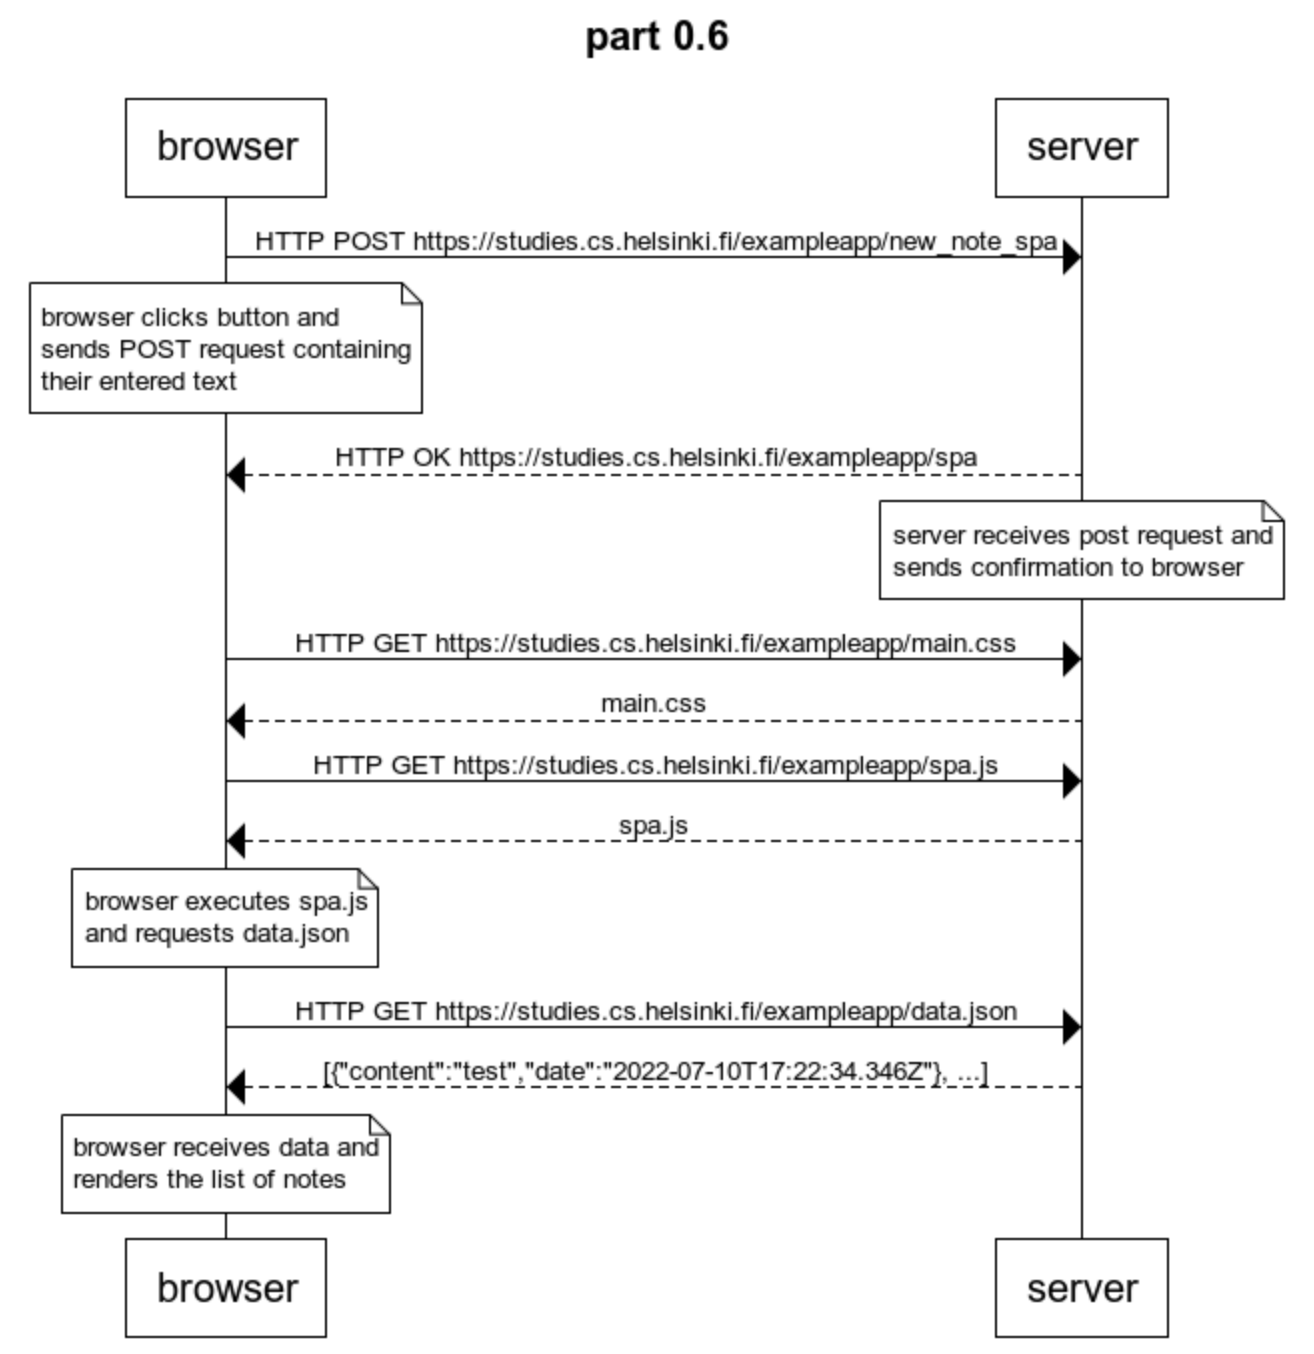 part 0.6
browser
server
HTTP POST https://studies.cs.helsinki.fi/exampleapp/new_note_spa
browser clicks button and
sends POST request containing
their entered text
HTTP OK https://studies.cs.helsinki.fi/exampleapp/spa
server receives post request and
sends confirmation to browser
HTTP GET https://studies.cs.helsinki.fi/exampleapp/main.css
main.css
HTTP GET https://studies.cs.helsinki.fi/exampleapp/spa.js
spa.js
browser executes spa.js
and requests data.json
HTTP GET https://studies.cs.helsinki.fi/exampleapp/data.json
[{"content":"test","date":"2022-07-10T17:22:34.346Z"}, ...]
browser receives data and
renders the list of notes
browser
server